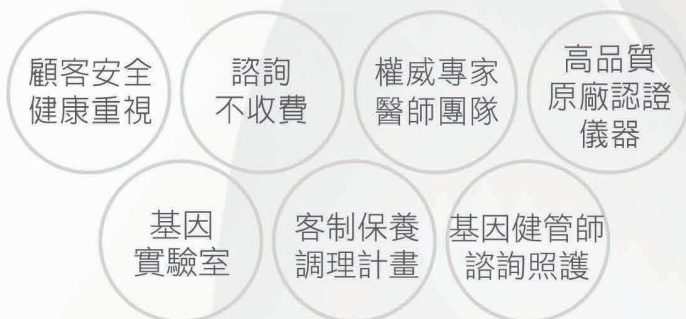 顧客安全
健康重視
諮詢
不收費
權威專家
醫師團隊
高品質
原廠認證
儀器
基因
實驗室
客制保養
調理計畫
基因健管師
諮詢照護